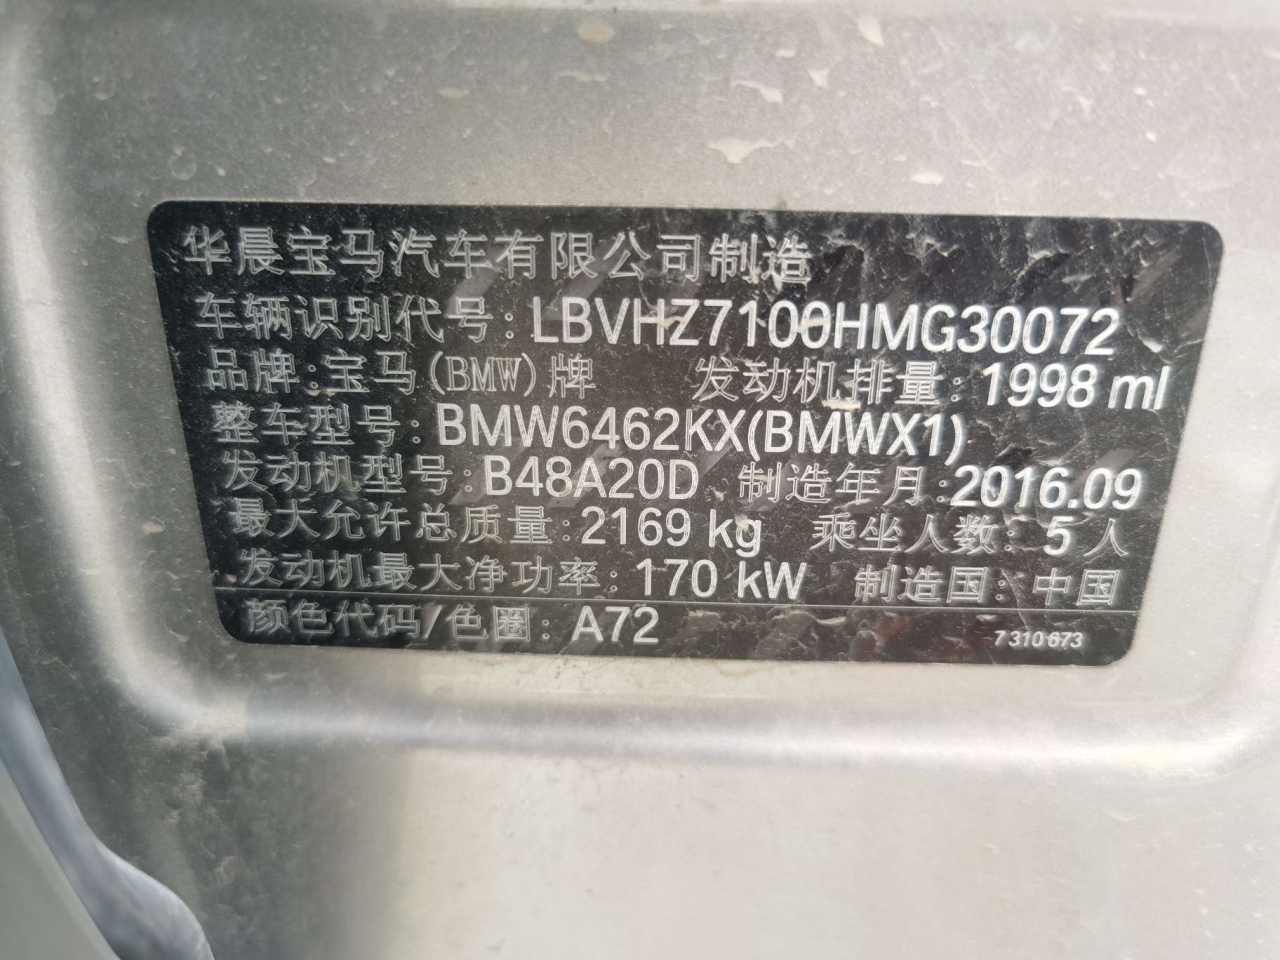 华晨宝马汽车有限公司制造
车辆识别代号:LBVHZ7100HMG30072
品牌:宝马(BMW)牌 发动机排量:1998 ml
整车型号:BMW6462KX(BMWX1)
发动机型号:B48A20D 制造年月:2016.09
最大允许总质量:2169 kg 乘坐人数:5人
发动机最大净功率:170 kW 制造国:中国
颜色代码/色圈:A72 7 310 673